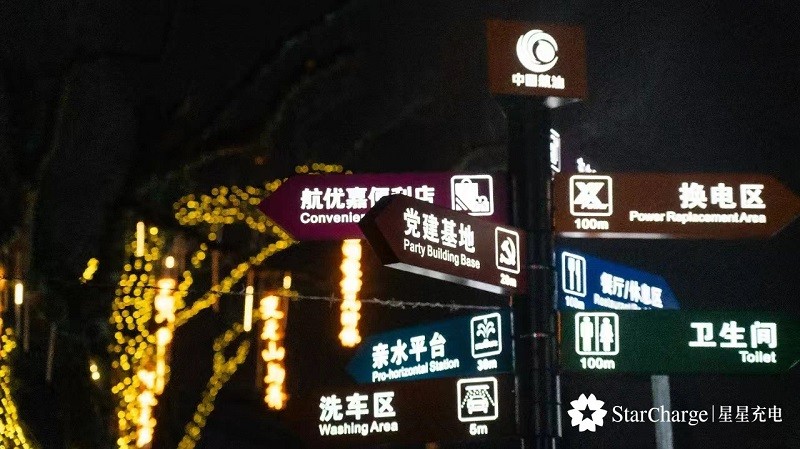 中国航油
航优嘉便利店
换电区
100m
Power Replacement Area
党建基地
Party Building Base
20m
餐厅/休息区
100m
亲水平台
Pro-horizontal Station
30m
卫生间
100m
Toilet
洗车区
Washing Area
5m
StarCharge|星星充电